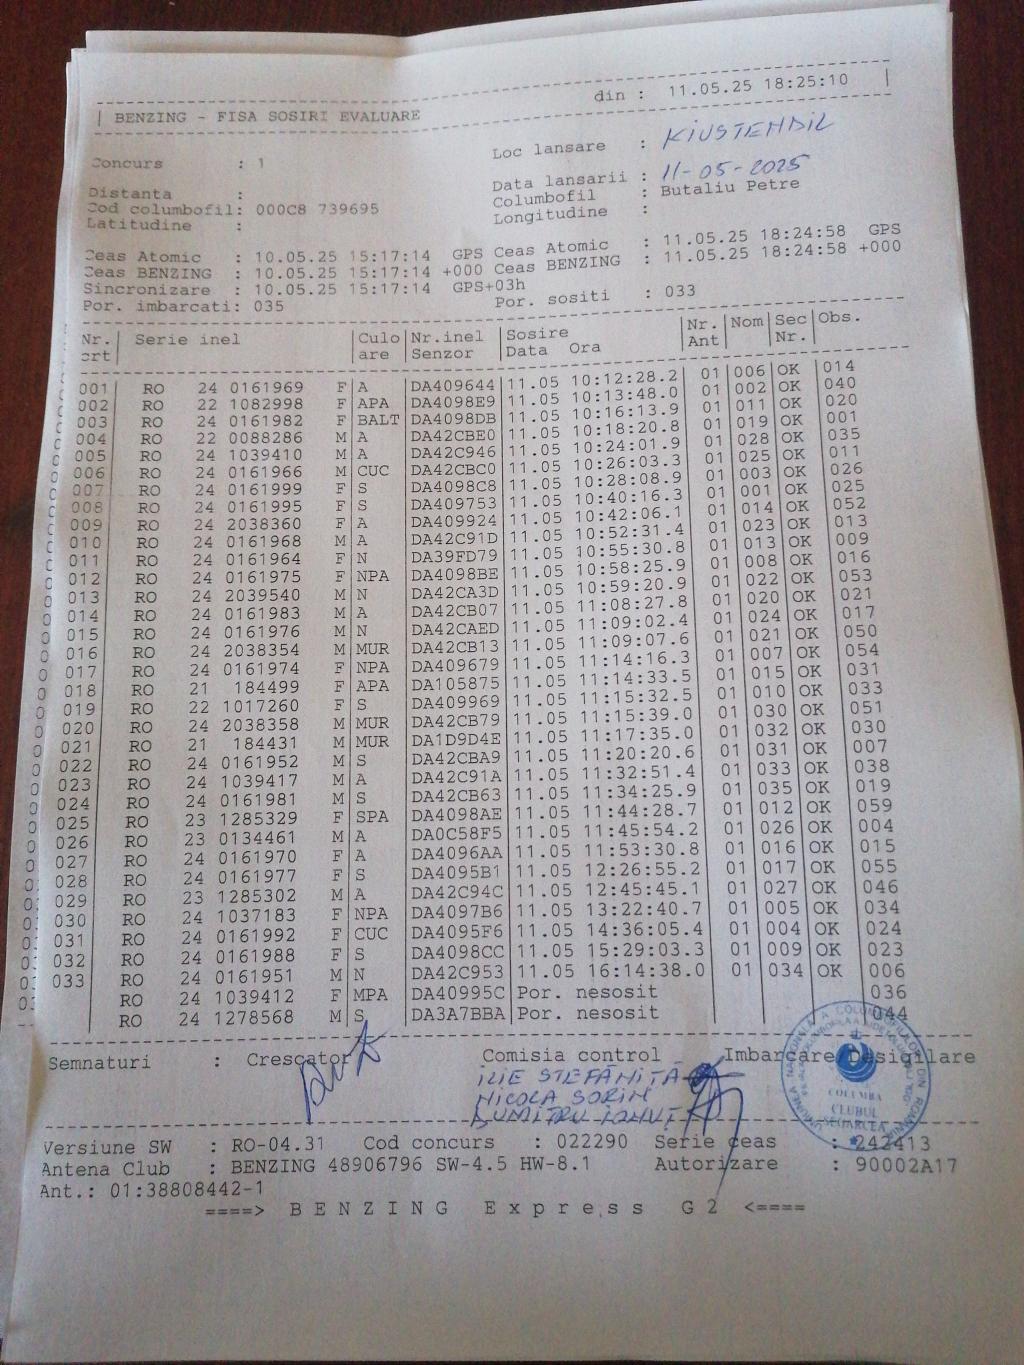 din : 11.05.25 18:25:10 |
| BENZING - FISA SOSIRI EVALUARE
Concurs : 1 Loc lansare : KIUSTENDIL
Distanta : Data lansarii : 11-05-2025
Cod columbofil: 000C8 739695 Columbofil : Butaliu Petre
Latitudine : Longitudine :
Ceas Atomic : 10.05.25 15:17:14 GPS Ceas Atomic : 11.05.25 18:24:58 GPS
Ceas BENZING : 10.05.25 15:17:14 +000 Ceas BENZING : 11.05.25 18:24:58 +000
Sincronizare : 10.05.25 15:17:14 GPS+03h
Por. imbarcati: 035 Por. sositi : 033
Nr. | Serie inel |Culo|Nr.inel|Sosire |Nr.|Nom|Sec|Obs.
crt| |are |Senzor |Data Ora |Ant| |Nr.|
001 RO 24 0161969 F A DA409644 11.05 10:12:28.2 01 006 OK 014
002 RO 22 1082998 F APA DA4098E9 11.05 10:13:48.0 01 002 OK 040
003 RO 24 0161982 F BALT DA4098DB 11.05 10:16:13.9 01 011 OK 020
004 RO 22 0088286 M A DA42CBE0 11.05 10:18:20.8 01 019 OK 001
005 RO 24 1039410 M A DA42C946 11.05 10:24:01.9 01 028 OK 035
006 RO 24 0161966 M CUC DA42CBC0 11.05 10:26:03.3 01 025 OK 011
007 RO 24 0161999 F S DA4098C8 11.05 10:28:08.9 01 003 OK 026
008 RO 24 0161995 F S DA409753 11.05 10:40:16.3 01 001 OK 025
009 RO 24 2038360 F A DA409924 11.05 10:42:06.1 01 014 OK 052
010 RO 24 0161968 M A DA42C91D 11.05 10:52:31.4 01 023 OK 013
011 RO 24 0161964 F N DA39FD79 11.05 10:55:30.8 01 013 OK 009
012 RO 24 0161975 F NPA DA4098BE 11.05 10:58:25.9 01 008 OK 016
013 RO 24 2039540 M N DA42CA3D 11.05 10:59:20.9 01 022 OK 053
014 RO 24 0161983 M A DA42CB07 11.05 11:08:27.8 01 020 OK 021
015 RO 24 0161976 M N DA42CAED 11.05 11:09:02.4 01 024 OK 017
016 RO 24 2038354 M MUR DA42CB13 11.05 11:09:07.6 01 021 OK 050
017 RO 24 0161974 F NPA DA409679 11.05 11:14:16.3 01 007 OK 054
018 RO 21 184499 F APA DA105875 11.05 11:14:33.5 01 015 OK 031
019 RO 22 1017260 F S DA409969 11.05 11:15:32.5 01 010 OK 033
020 RO 24 2038358 M MUR DA42CB79 11.05 11:15:39.0 01 030 OK 051
021 RO 21 184431 M MUR DA1D9D4E 11.05 11:17:35.0 01 032 OK 030
022 RO 24 0161952 M S DA42CBA9 11.05 11:20:20.6 01 031 OK 007
023 RO 24 1039417 M A DA42C91A 11.05 11:32:51.4 01 033 OK 038
024 RO 24 0161981 M S DA42CB63 11.05 11:34:25.9 01 035 OK 019
025 RO 23 1285329 F SPA DA4098AE 11.05 11:44:28.7 01 012 OK 059
026 RO 23 0134461 M A DA0C58F5 11.05 11:45:54.2 01 026 OK 004
027 RO 24 0161970 F A DA4096AA 11.05 11:53:30.8 01 016 OK 015
028 RO 24 0161977 F S DA4095B1 11.05 12:26:55.2 01 017 OK 055
029 RO 23 1285302 M A DA42C94C 11.05 12:45:45.1 01 027 OK 046
030 RO 24 1037183 F NPA DA4097B6 11.05 13:22:40.7 01 005 OK 034
031 RO 24 0161992 F CUC DA4095F6 11.05 14:36:05.4 01 004 OK 024
032 RO 24 0161988 F S DA4098CC 11.05 15:29:03.3 01 009 OK 023
033 RO 24 0161951 M N DA42C953 11.05 16:14:38.0 01 034 OK 006
RO 24 1039412 F MPA DA40995C Por. nesosit 036
RO 24 1278568 M S DA3A7BBA Por. nesosit 044
Semnaturi : Crescator Comisia control Imbarcare Desigilare
ILIE STEFĂNIȚA
NICOLA SORIN
DUMITRU IONUȚ
COLUMBA
CLUBUL
SEGARCEA
Versiune SW : RO-04.31 Cod concurs : 022290 Serie ceas : 242413
Antena Club : BENZING 48906796 SW-4.5 HW-8.1 Autorizare : 90002A17
Ant.: 01:38808442-1
====> BENZING Express G2 <====